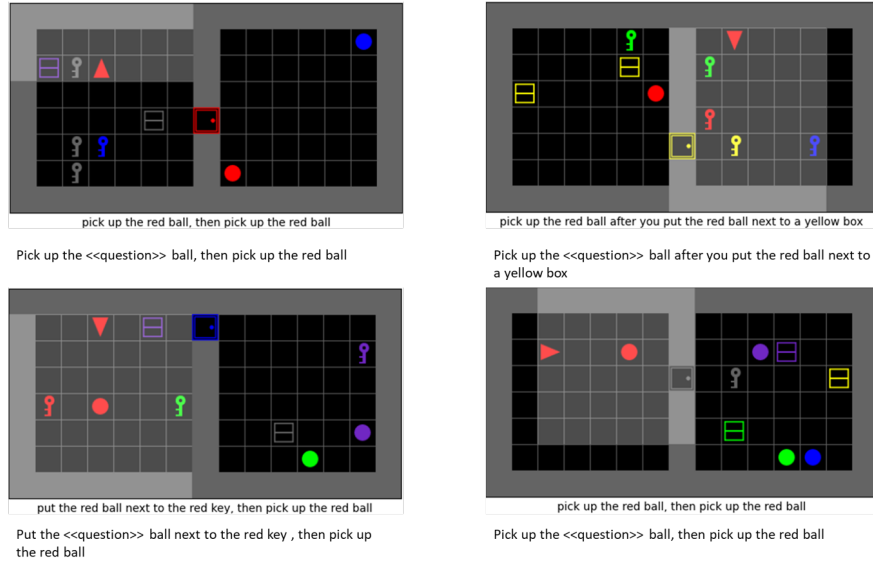 pick up the red ball, then pick up the red ball
pick up the red ball after you put the red ball next to a yellow box
Pick up the <<question>> ball, then pick up the red ball
Pick up the <<question>> ball after you put the red ball next to
a yellow box
put the red ball next to the red key, then pick up the red ball
pick up the red ball, then pick up the red ball
Put the <<question>> ball next to the red key , then pick up
the red ball
Pick up the <<question>> ball, then pick up the red ball